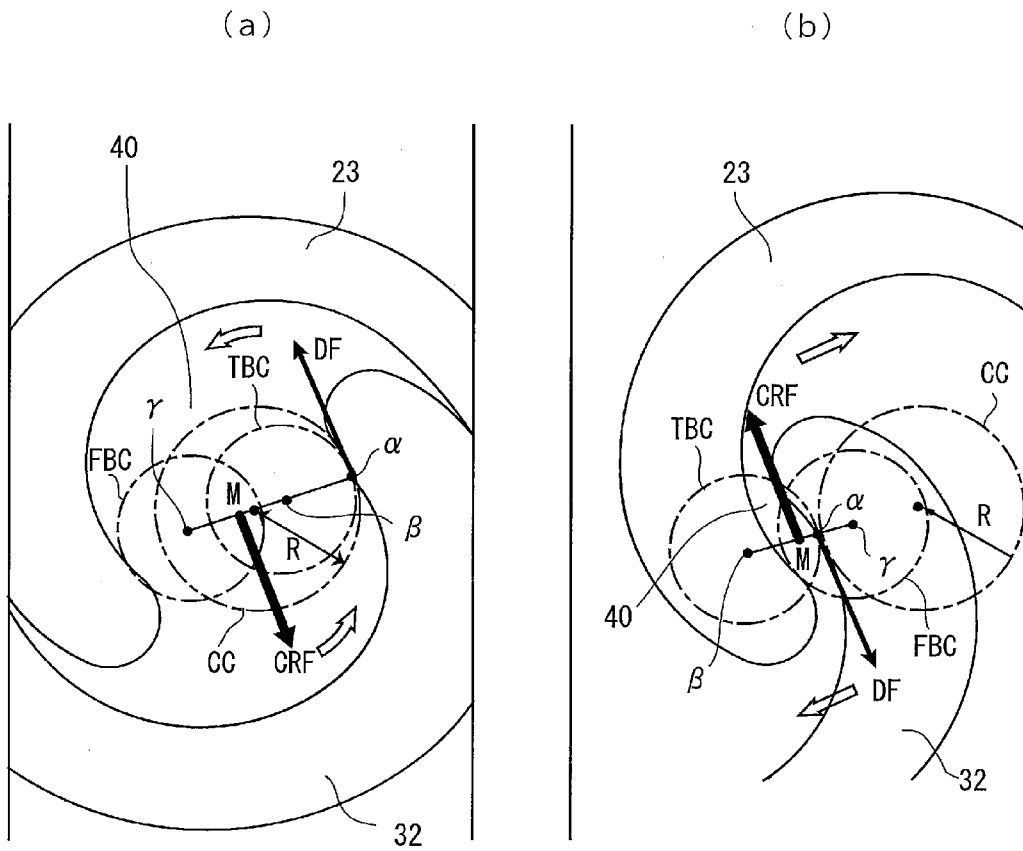 (a)
40
23
DF
TBC
γ
FBC
M
α
β
R
CC
CRF
32
(b)
23
CC
CRF
TBC
α
R
M
γ
40
FBC
β
DF
32